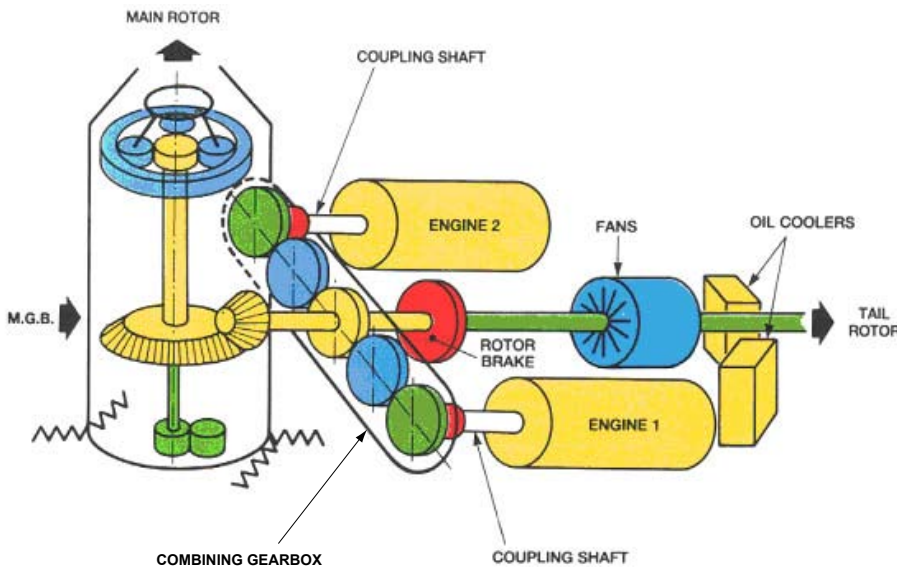 MAIN ROTOR
COUPLING SHAFT
ENGINE 2
FANS
OIL COOLERS
M.G.B.
TAIL
ROTOR
ROTOR
BRAKE
ENGINE 1
COMBINING GEARBOX
COUPLING SHAFT